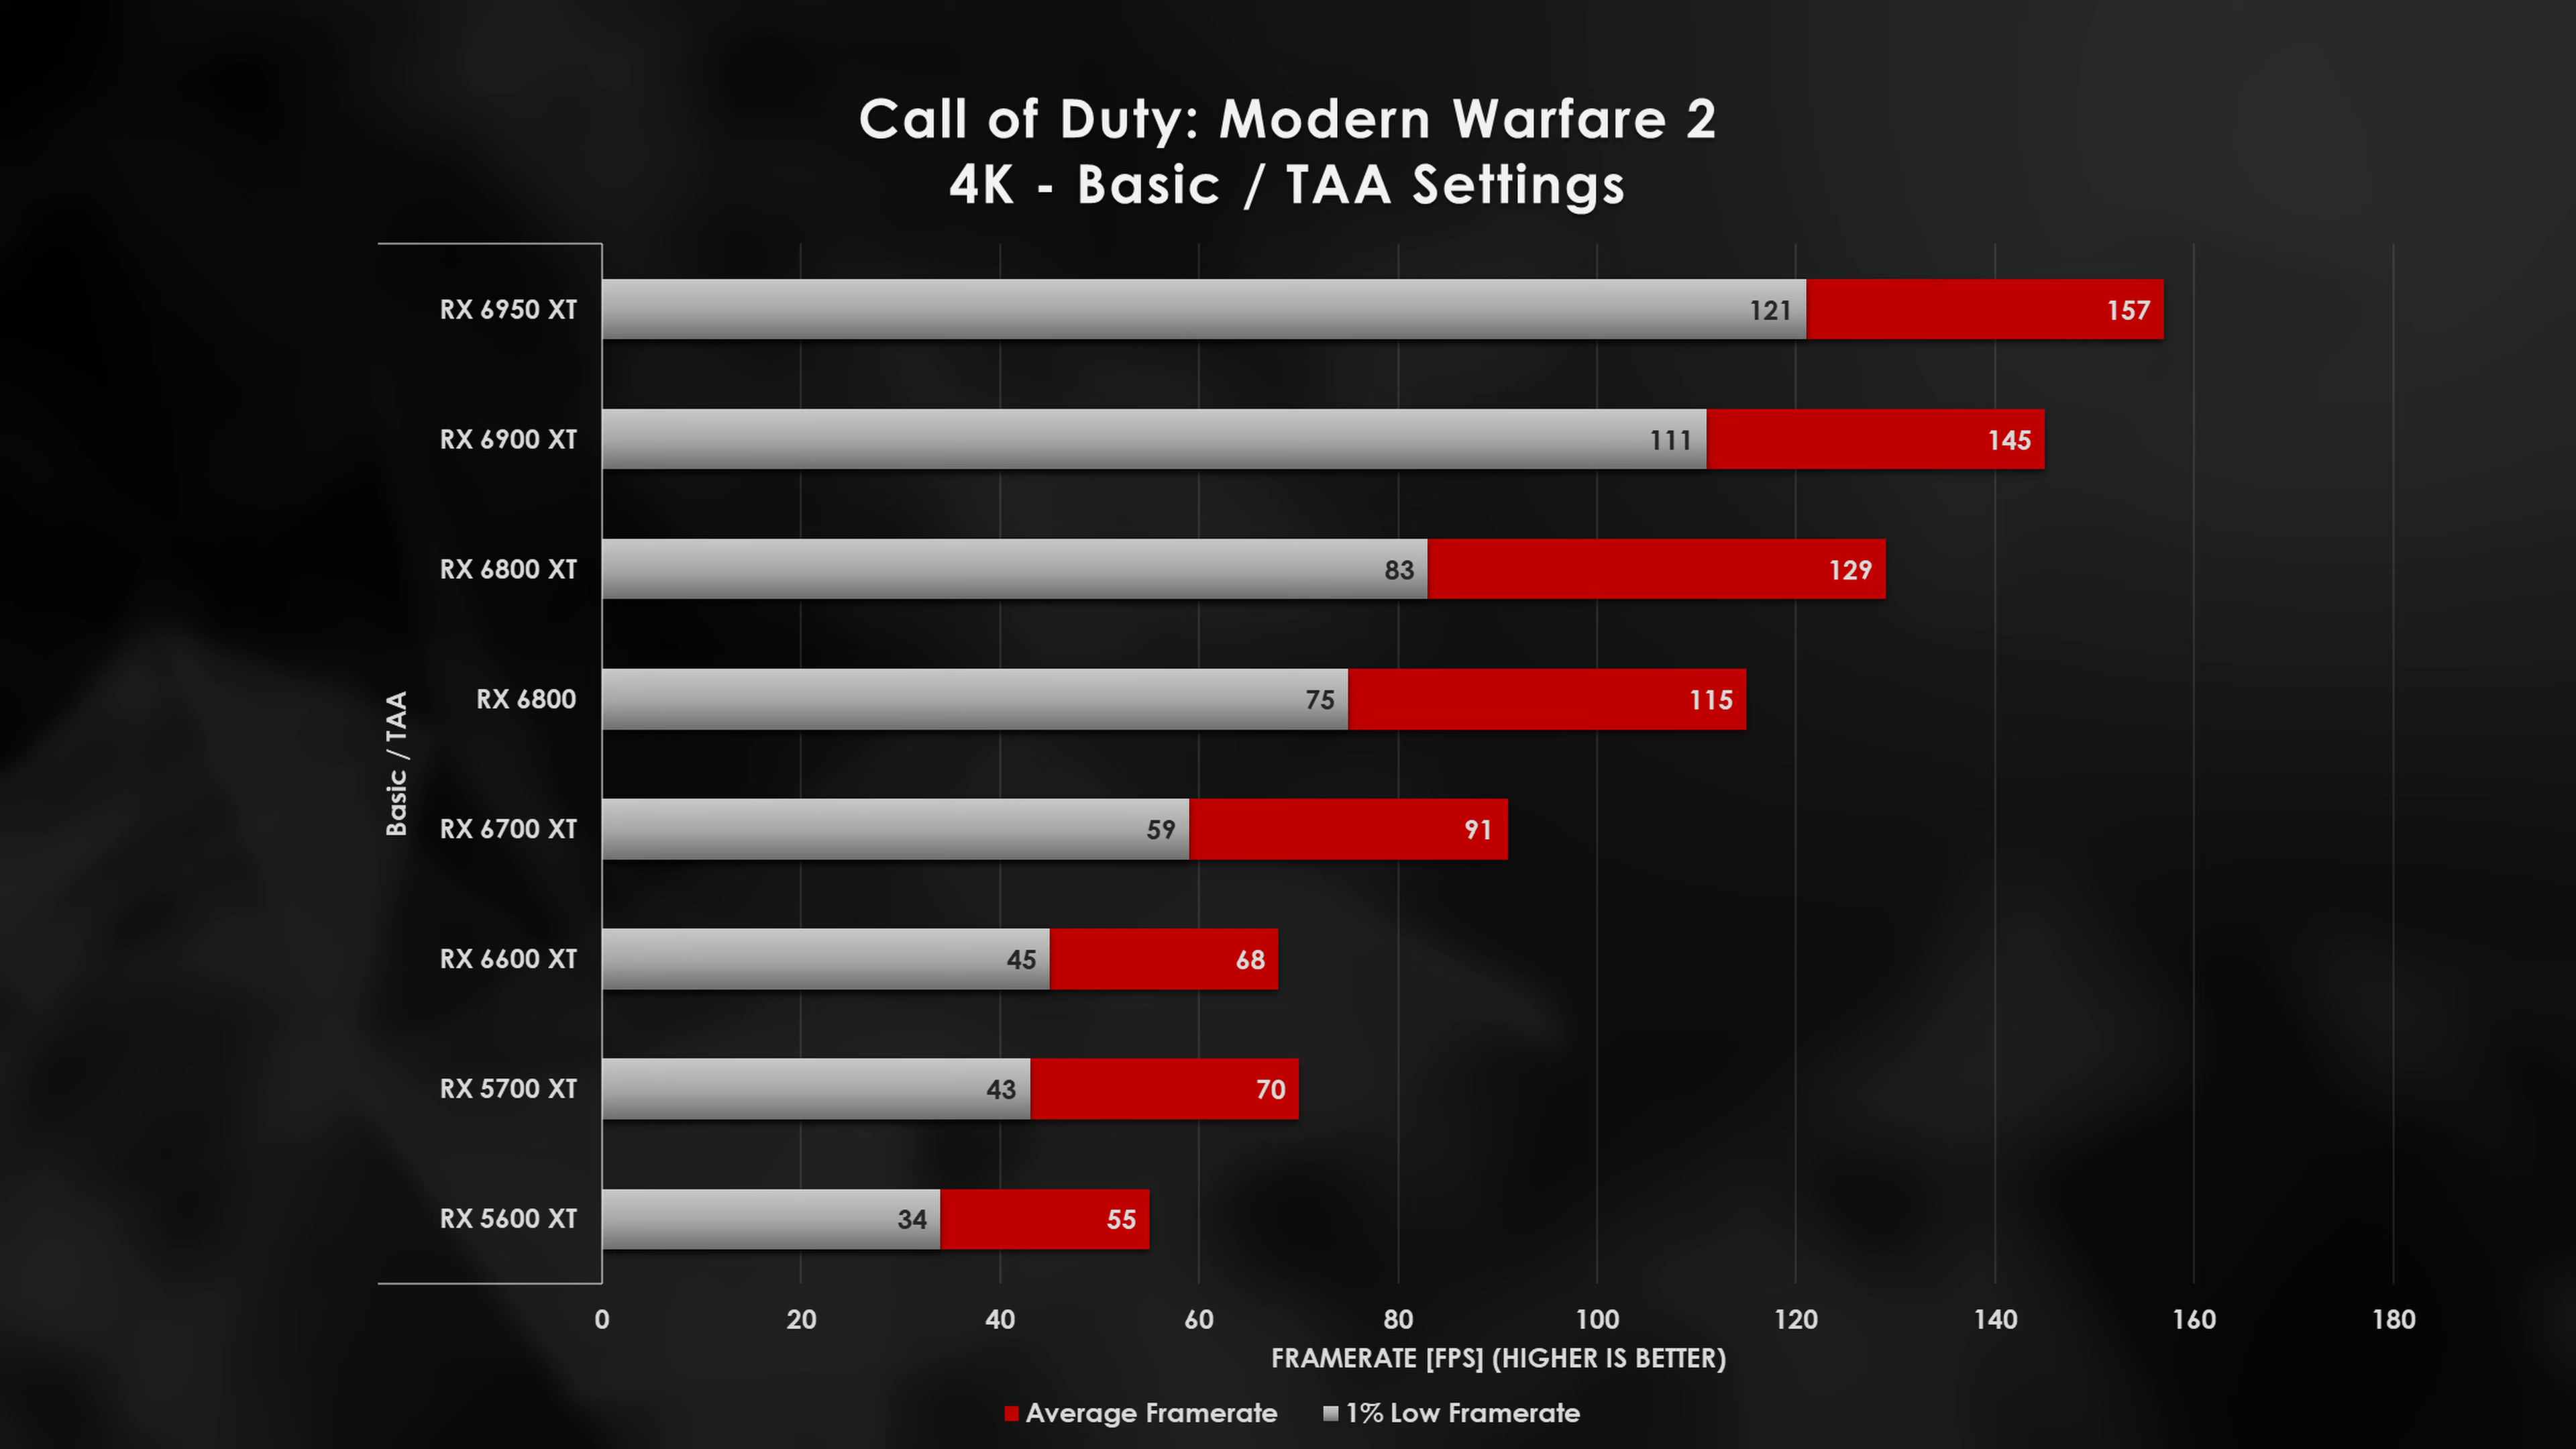 Call of Duty: Modern Warfare 2
4K - Basic / TAA Settings
Basic / TAA
RX 6950 XT 121 157
RX 6900 XT 111 145
RX 6800 XT 83 129
RX 6800 75 115
RX 6700 XT 59 91
RX 6600 XT 45 68
RX 5700 XT 43 70
RX 5600 XT 34 55
0 20 40 60 80 100 120 140 160 180
FRAMERATE [FPS] (HIGHER IS BETTER)
Average Framerate 1% Low Framerate